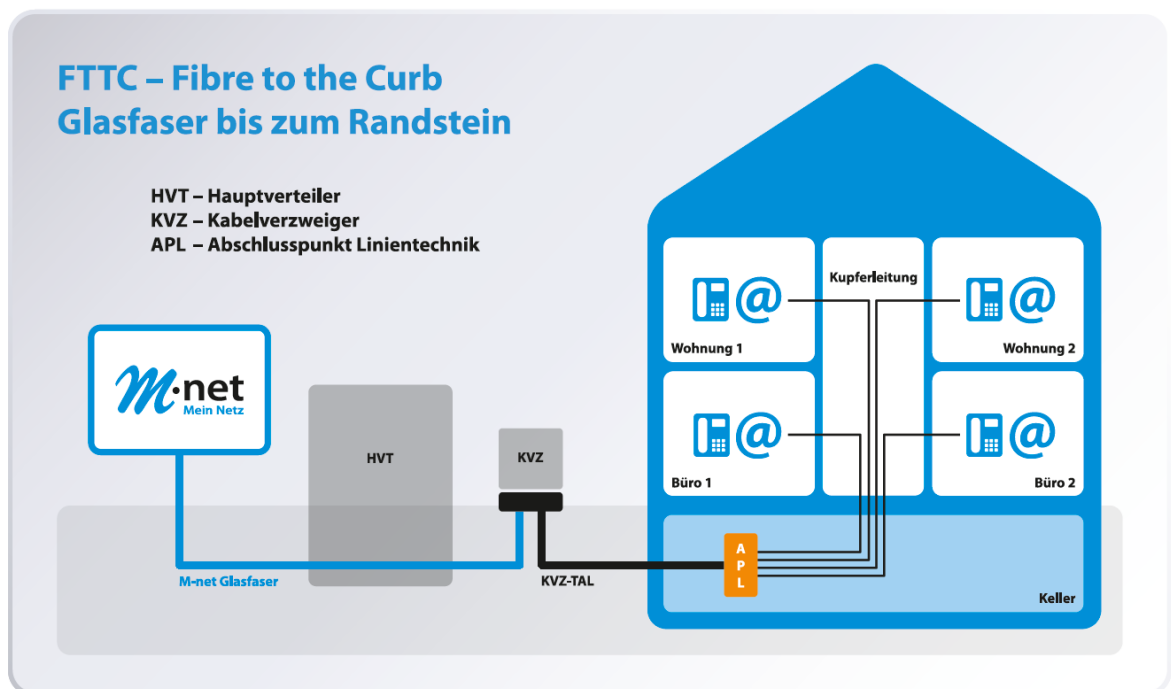 FTTC – Fibre to the Curb
Glasfaser bis zum Randstein
HVT – Hauptverteiler
KVZ – Kabelverzweiger
APL – Abschlusspunkt Linientechnik
M·net
Mein Netz
HVT
KVZ
M-net Glasfaser
KVZ-TAL
Kupferleitung
@
Wohnung 1
@
Wohnung 2
@
Büro 1
@
Büro 2
A
P
L
Keller